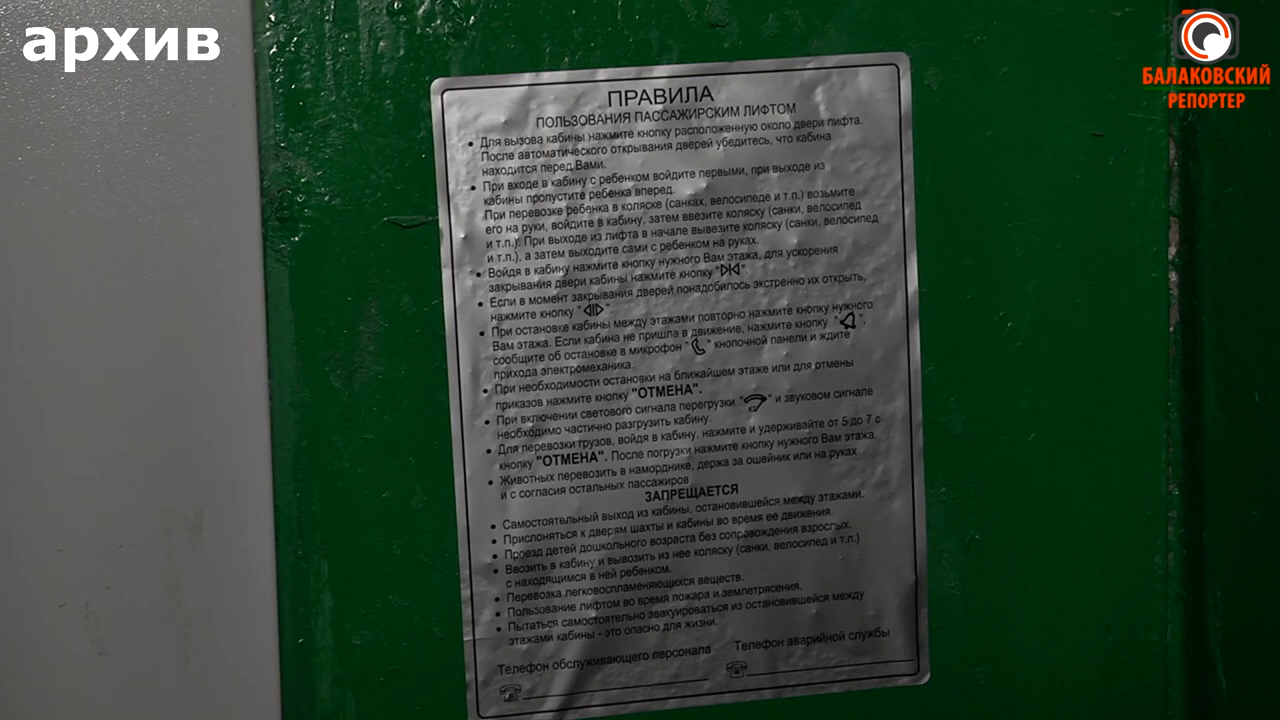 архив
БАЛАКОВСКИЙ
РЕПОРТЕР
ПРАВИЛА
ПОЛЬЗОВАНИЯ ПАССАЖИРСКИМ ЛИФТОМ
• Для вызова кабины нажмите кнопку расположенную около двери лифта.
После автоматического открывания дверей убедитесь, что кабина
находится перед Вами.
• При входе в кабину с ребенком войдите первыми, при выходе из
кабины пропустите ребенка вперед.
При перевозке ребенка в коляске (санках, велосипеде и т.п.) возьмите
его на руки, войдите в кабину, затем ввезите коляску (санки, велосипед
и т.п.). При выходе из лифта в начале вывезите коляску (санки, велосипед
и т.п.), а затем выходите сами с ребенком на руках.
• Войдя в кабину нажмите кнопку нужного Вам этажа, для ускорения
закрывания двери кабины нажмите кнопку " "
• Если в момент закрывания дверей понадобилось экстренно их открыть,
нажмите кнопку " "
• При остановке кабины между этажами повторно нажмите кнопку нужного
Вам этажа. Если кабина не пришла в движение, нажмите кнопку " ",
сообщите об остановке в микрофон " " кнопочной панели и ждите
прихода электромеханика.
• При необходимости остановки на ближайшем этаже или для отмены
приказов нажмите кнопку "ОТМЕНА".
• При включении светового сигнала перегрузки " кг " и звуковом сигнале
необходимо частично разгрузить кабину.
• Для перевозки грузов, войдя в кабину, нажмите и удерживайте от 5 до 7 с
кнопку "ОТМЕНА". После погрузки нажмите кнопку нужного Вам этажа.
• Животных перевозить в наморднике, держа за ошейник или на руках
и с согласия остальных пассажиров
ЗАПРЕЩАЕТСЯ
• Самостоятельный выход из кабины, остановившейся между этажами.
• Прислоняться к дверям шахты и кабины во время ее движения.
• Проезд детей дошкольного возраста без сопровождения взрослых.
• Ввозить в кабину и вывозить из нее коляску (санки, велосипед и т.п.)
с находящимся в ней ребенком.
• Перевозка легковоспламеняющихся веществ.
• Пользование лифтом во время пожара и землетрясения.
• Пытаться самостоятельно эвакуироваться из остановившейся между
этажами кабины - это опасно для жизни.
Телефон обслуживающего персонала Телефон аварийной службы